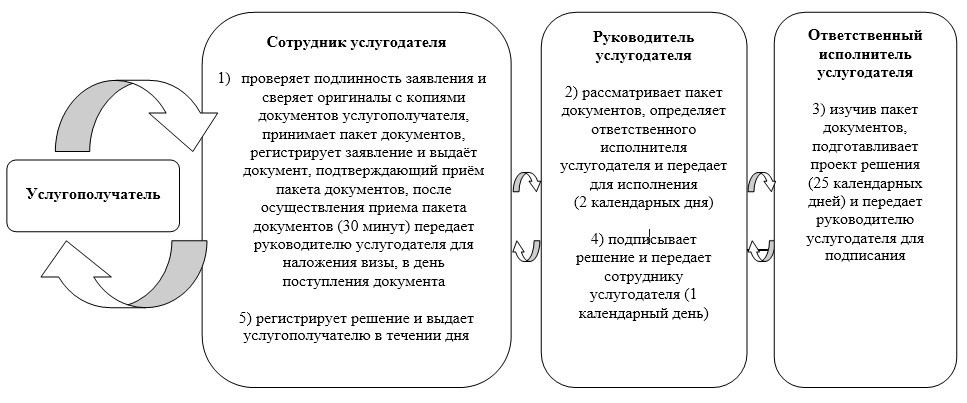 Услугополучатель
Сотрудник услугодателя
1) проверяет подлинность заявления и
сверяет оригиналы с копиями
документов услугополучателя,
принимает пакет документов,
регистрирует заявление и выдаёт
документ, подтверждающий приём
пакета документов, после
осуществления приема пакета
документов (30 минут) передает
руководителю услугодателя для
наложения визы, в день
поступления документа
5) регистрирует решение и выдает
услугополучателю в течении дня
Руководитель
услугодателя
2) рассматривает пакет
документов, определяет
ответственного
исполнителя
услугодателя и передает
для исполнения
(2 календарных дня)
4) подписывает
решение и передает
сотруднику
услугодателя (1
календарный день)
Ответственный
исполнитель
услугодателя
3) изучив пакет
документов,
подготавливает
проект решения
(25 календарных
дней) и передает
руководителю
услугодателя для
подписания